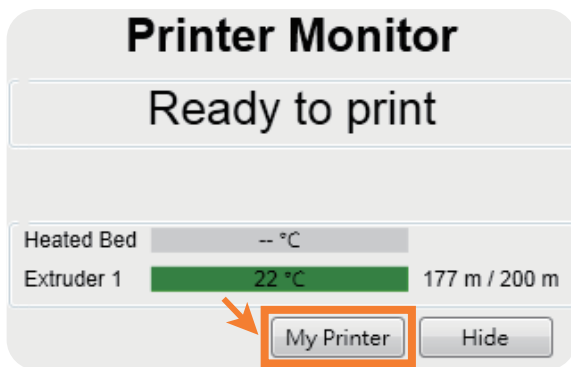 Printer Monitor
Ready to print
Heated Bed -- °C
Extruder 1 22 °C 177 m / 200 m
My Printer Hide